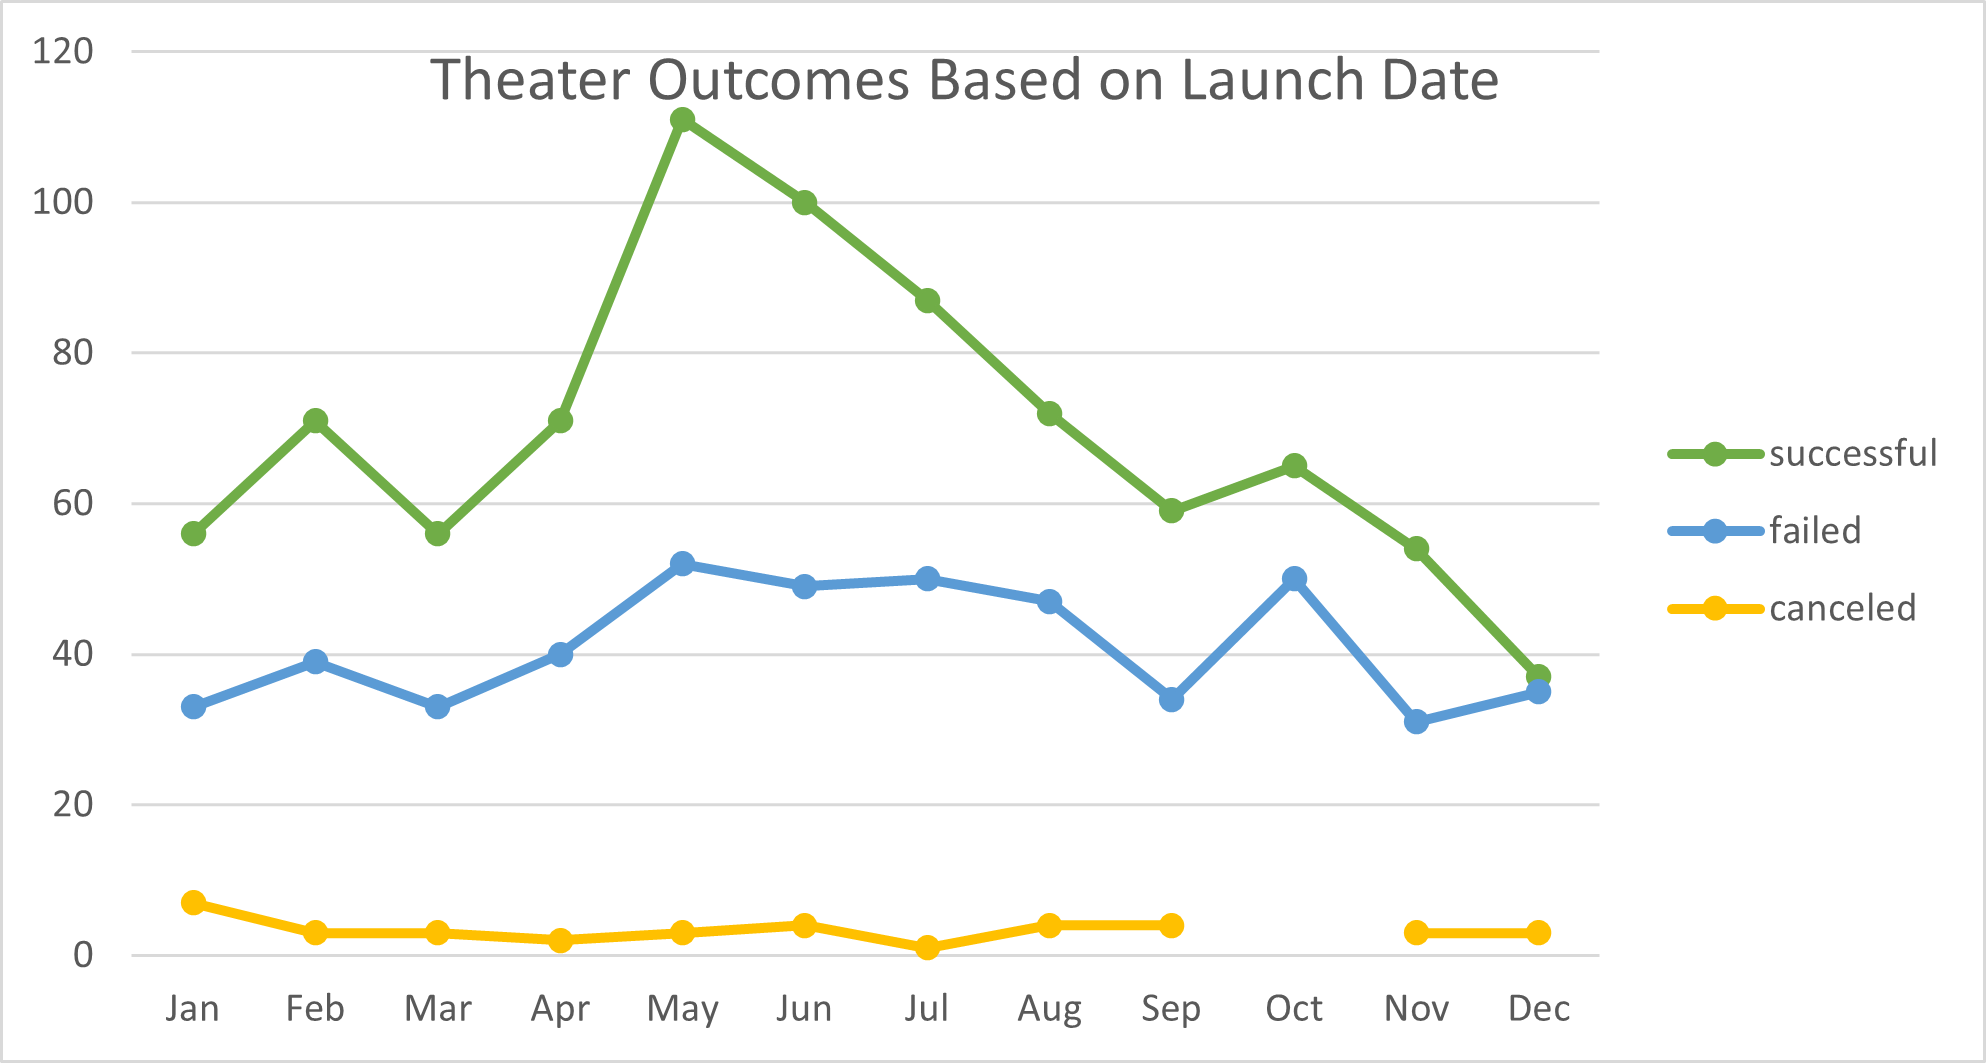 Theater Outcomes Based on Launch Date
120
100
80
60
40
20
0
Jan Feb Mar Apr May Jun Jul Aug Sep Oct Nov Dec
successful
failed
canceled